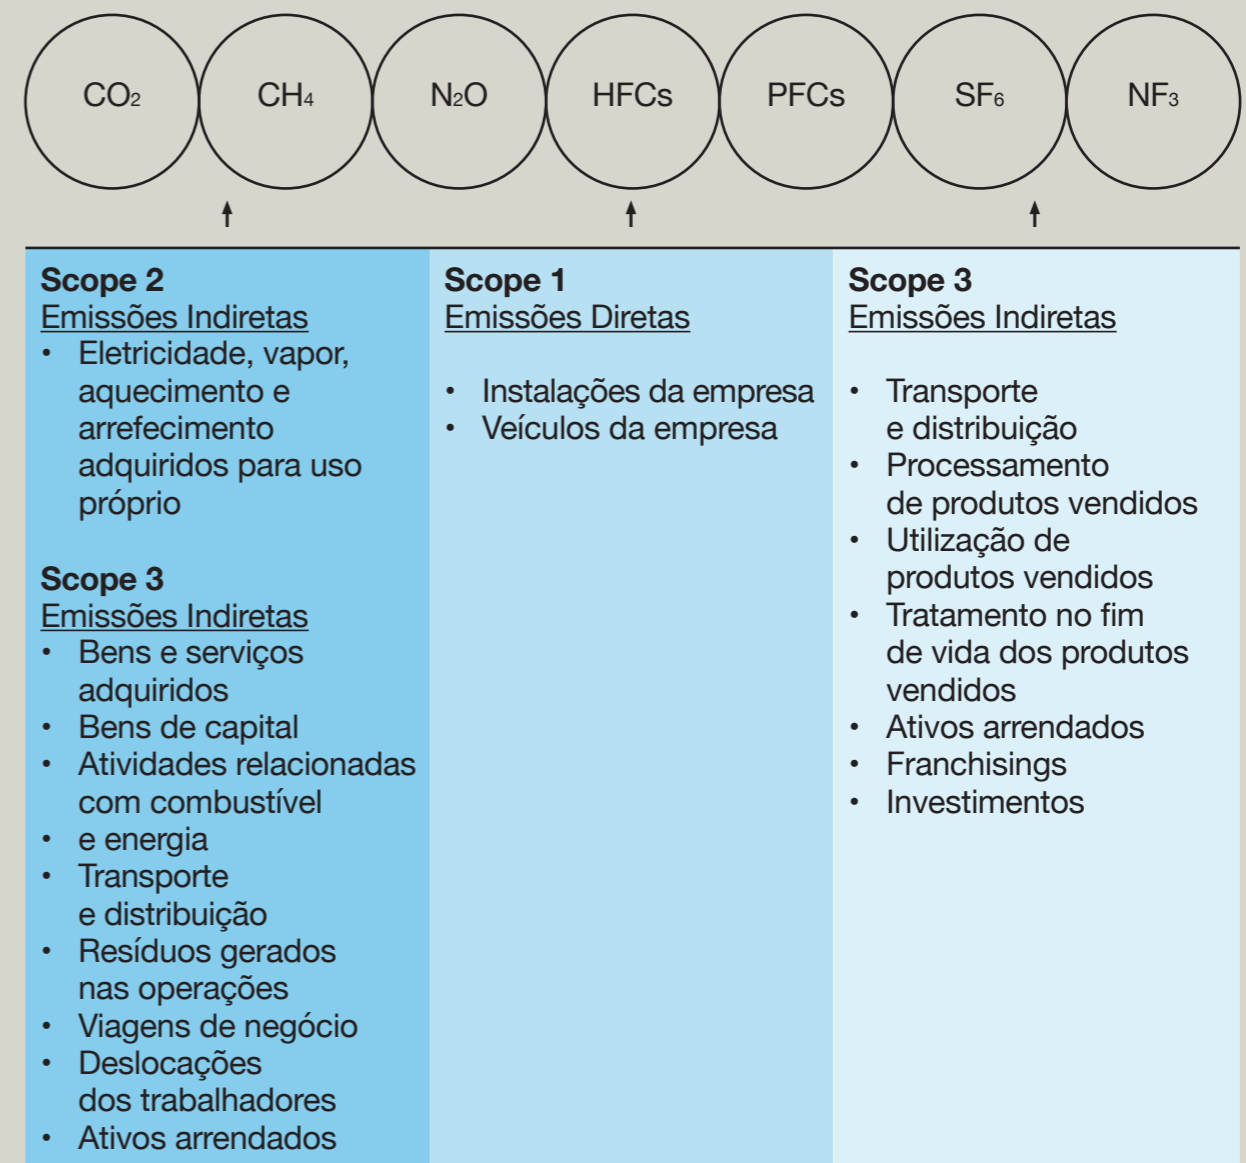 CO₂ CH₄ N₂O HFCs PFCs SF₆ NF₃
Scope 2
Emissões Indiretas
• Eletricidade, vapor,
aquecimento e
arrefecimento
adquiridos para uso
próprio
Scope 3
Emissões Indiretas
• Bens e serviços
adquiridos
• Bens de capital
• Atividades relacionadas
com combustível
• e energia
• Transporte
e distribuição
• Resíduos gerados
nas operações
• Viagens de negócio
• Deslocações
dos trabalhadores
• Ativos arrendados
Scope 1
Emissões Diretas
• Instalações da empresa
• Veículos da empresa
Scope 3
Emissões Indiretas
• Transporte
e distribuição
• Processamento
de produtos vendidos
• Utilização de
produtos vendidos
• Tratamento no fim
de vida dos produtos
vendidos
• Ativos arrendados
• Franchisings
• Investimentos